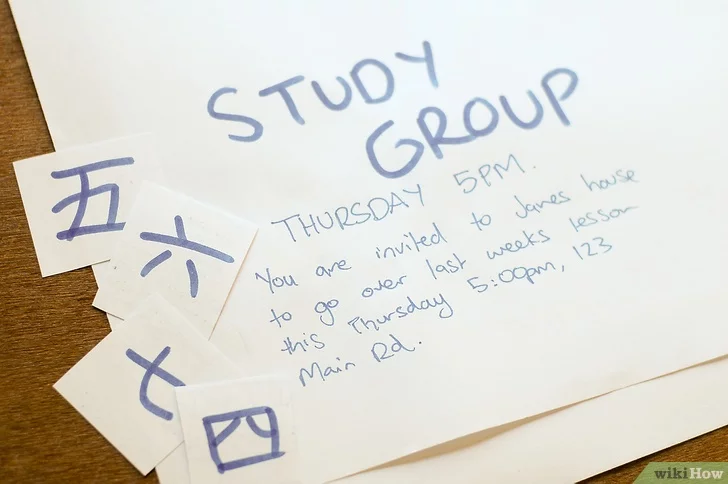 STUDY
GROUP
THURSDAY 5PM.
You are invited to Janes house
to go over last weeks lesson
this Thursday 5:00pm, 123
Main Rd.
五
六
七
四
wikiHow